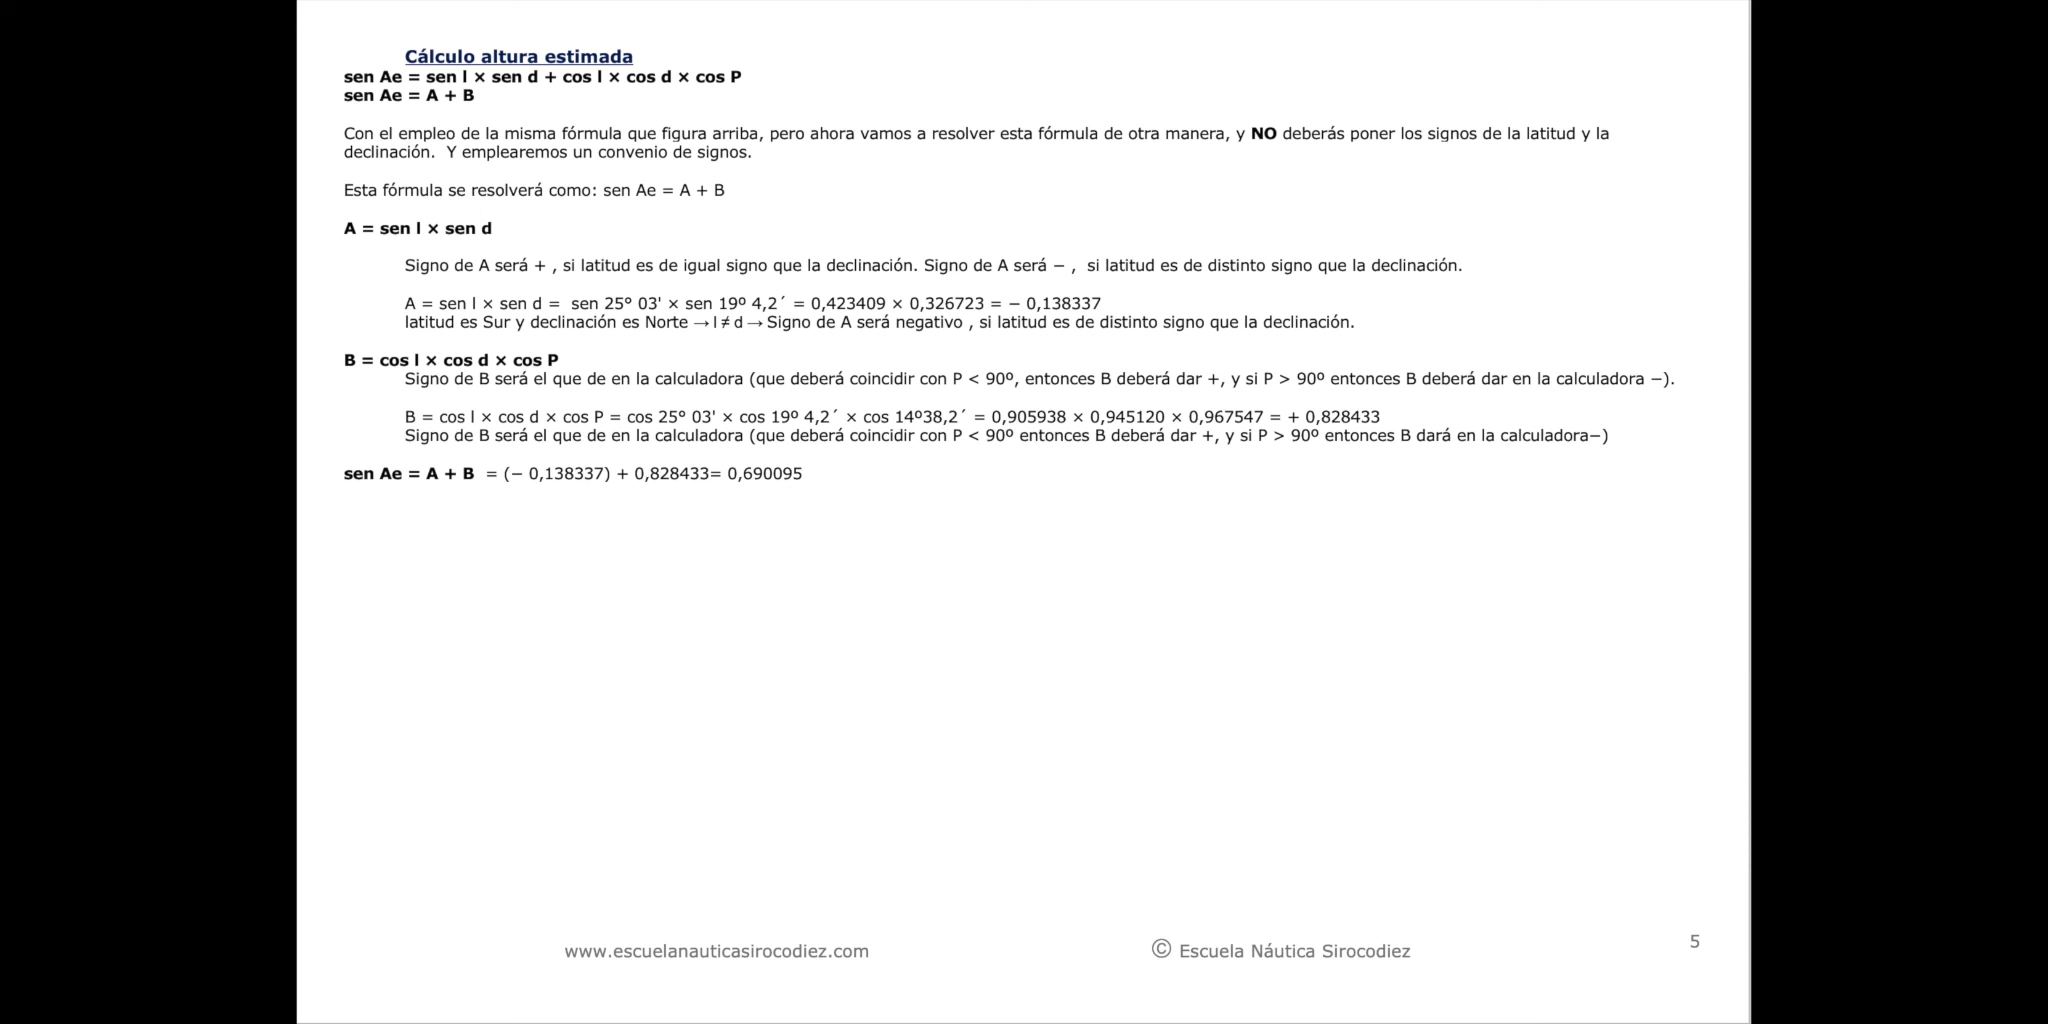 Cálculo altura estimada
sen Ae = sen l × sen d + cos l × cos d × cos P
sen Ae = A + B
Con el empleo de la misma fórmula que figura arriba, pero ahora vamos a resolver esta fórmula de otra manera, y NO deberás poner los signos de la latitud y la
declinación.  Y emplearemos un convenio de signos.
Esta fórmula se resolverá como: sen Ae = A + B
A = sen l × sen d
Signo de A será + , si latitud es de igual signo que la declinación. Signo de A será − ,  si latitud es de distinto signo que la declinación.
A = sen l × sen d =  sen 25° 03' × sen 19º 4,2´ = 0,423409 × 0,326723 = − 0,138337
latitud es Sur y declinación es Norte → l ≠ d → Signo de A será negativo , si latitud es de distinto signo que la declinación.
B = cos l × cos d × cos P
Signo de B será el que de en la calculadora (que deberá coincidir con P < 90º, entonces B deberá dar +, y si P > 90º entonces B deberá dar en la calculadora −).
B = cos l × cos d × cos P = cos 25° 03' × cos 19º 4,2´ × cos 14º38,2´ = 0,905938 × 0,945120 × 0,967547 = + 0,828433
Signo de B será el que de en la calculadora (que deberá coincidir con P < 90º entonces B deberá dar +, y si P > 90º entonces B dará en la calculadora−)
sen Ae = A + B  = (− 0,138337) + 0,828433= 0,690095
www.escuelanauticasirocodiez.com
© Escuela Náutica Sirocodiez
5